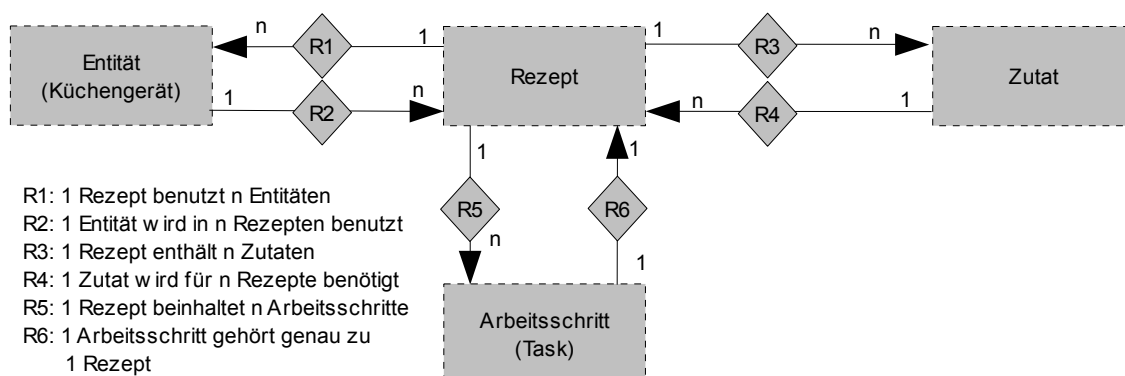 n
R1
1
1
R3
n
Entität
(Küchengerät)
Rezept
Zutat
1
R2
n
n
R4
1
1
1
R1: 1 Rezept benutzt n Entitäten
R2: 1 Entität wird in n Rezepten benutzt
R3: 1 Rezept enthält n Zutaten
R4: 1 Zutat wird für n Rezepte benötigt
R5: 1 Rezept beinhaltet n Arbeitsschritte
R6: 1 Arbeitsschritt gehört genau zu
1 Rezept
R5
R6
n
1
Arbeitsschritt
(Task)